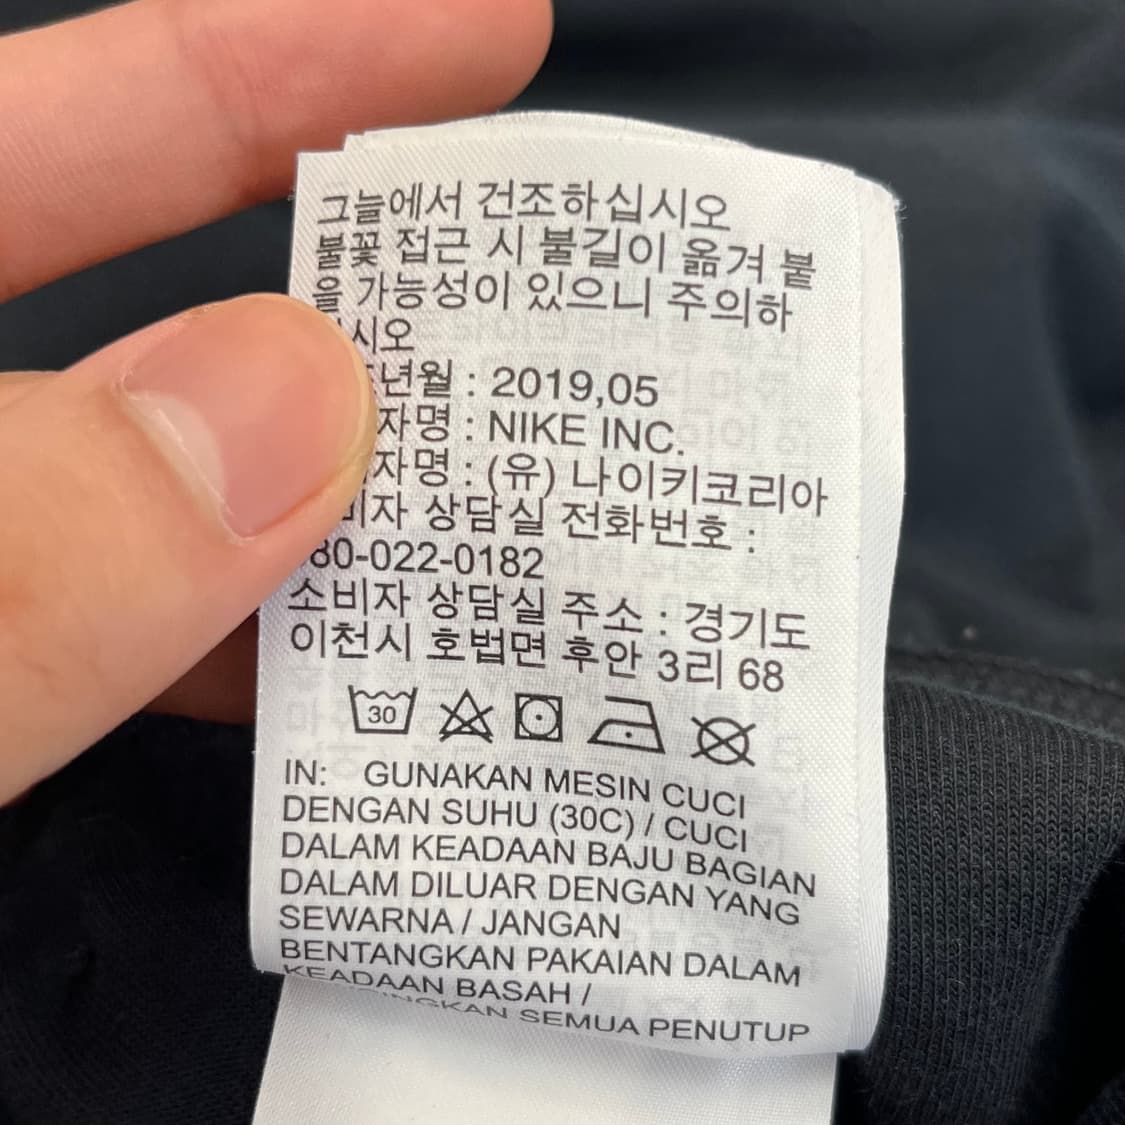 그늘에서 건조하십시오
불꽃 접근 시 불길이 옮겨 붙
을 가능성이 있으니 주의하
시오
년월 : 2019,05
자명 : NIKE INC.
자명 : (유) 나이키코리아
비자 상담실 전화번호 :
80-022-0182
소비자 상담실 주소 : 경기도
이천시 호법면 후안 3리 68
30
IN: GUNAKAN MESIN CUCI
DENGAN SUHU (30C) / CUCI
DALAM KEADAAN BAJU BAGIAN
DALAM DILUAR DENGAN YANG
SEWARNA / JANGAN
BENTANGKAN PAKAIAN DALAM
KEADAAN BASAH /
SEMUA PENUTUP